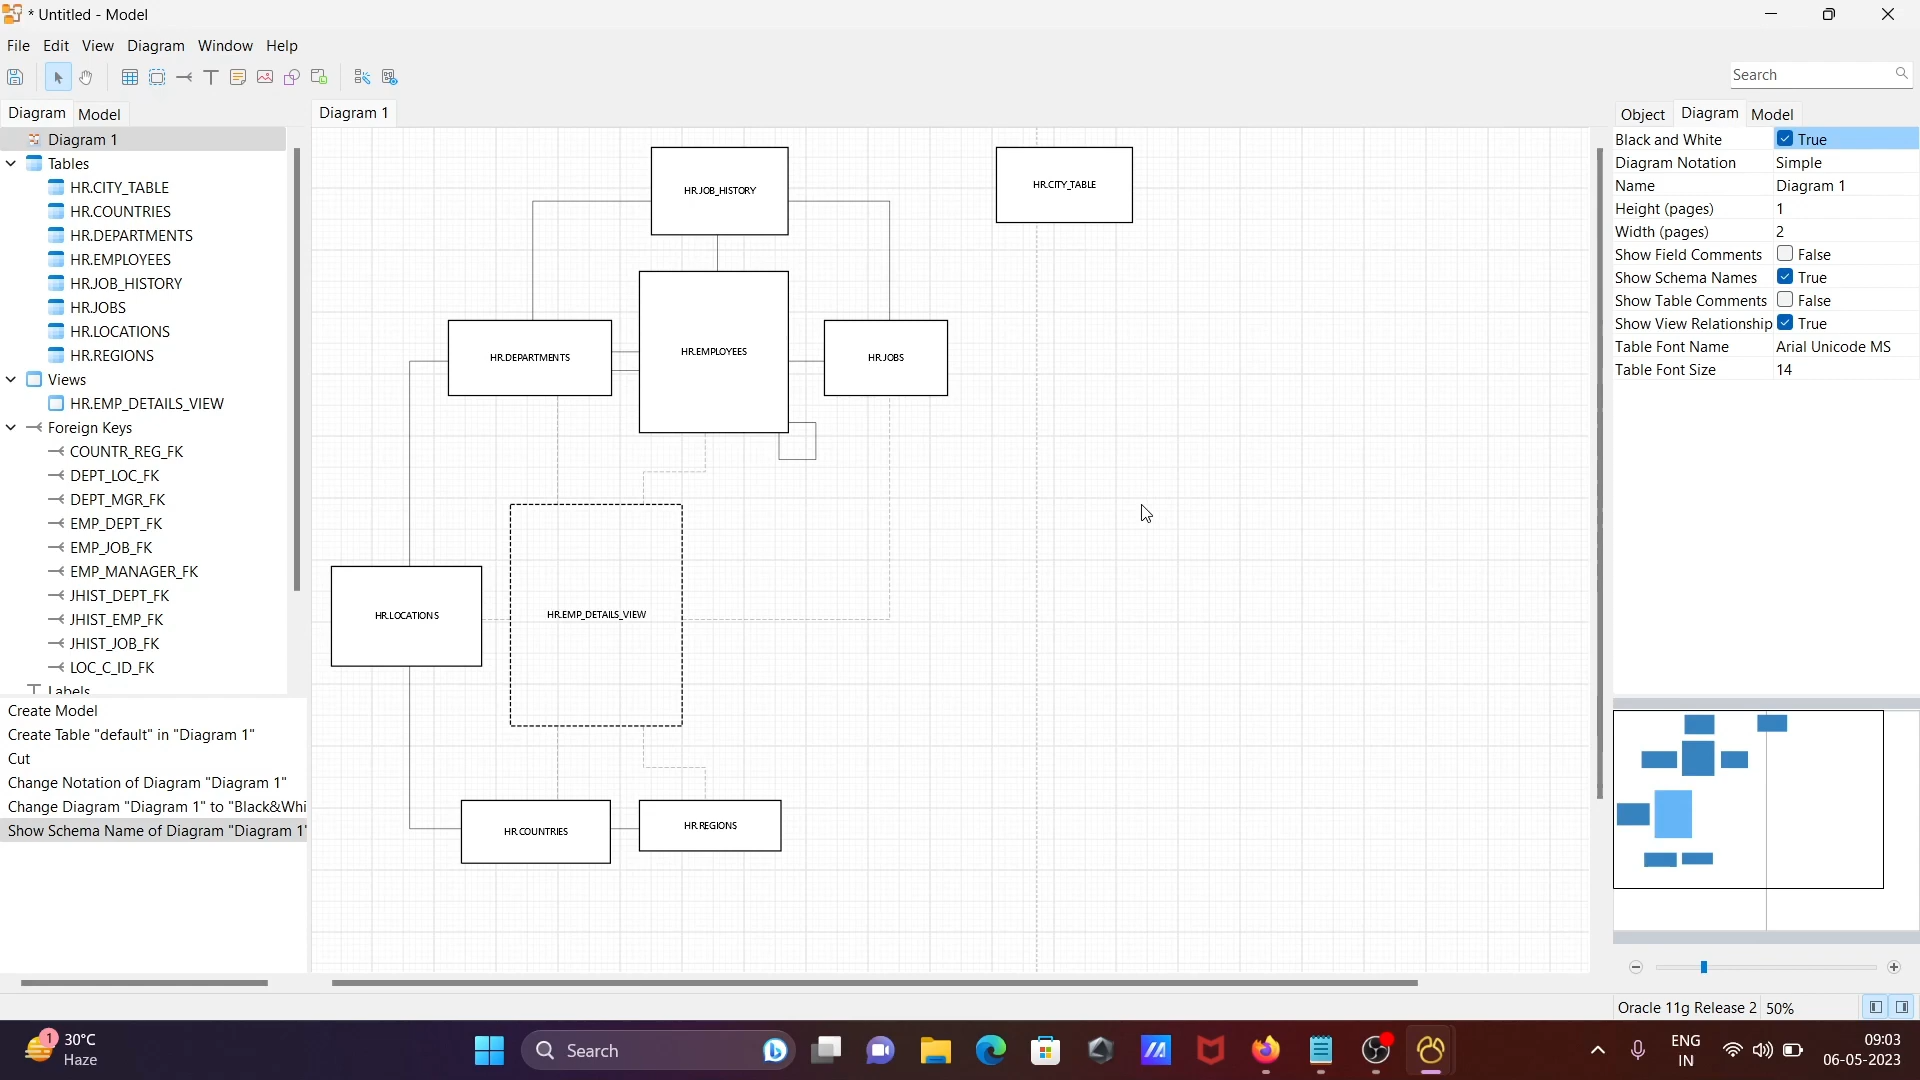 * Untitled - Model
File Edit View Diagram Window Help
Search
Diagram Model
Diagram 1
Tables
HR.CITY_TABLE
HR.COUNTRIES
HR.DEPARTMENTS
HR.EMPLOYEES
HR.JOB_HISTORY
HR.JOBS
HR.LOCATIONS
HR.REGIONS
Views
HR.EMP_DETAILS_VIEW
Foreign Keys
COUNTR_REG_FK
DEPT_LOC_FK
DEPT_MGR_FK
EMP_DEPT_FK
EMP_JOB_FK
EMP_MANAGER_FK
JHIST_DEPT_FK
JHIST_EMP_FK
JHIST_JOB_FK
LOC_C_ID_FK
Labels
Create Model
Create Table "default" in "Diagram 1"
Cut
Change Notation of Diagram "Diagram 1"
Change Diagram "Diagram 1" to "Black&Whi
Show Schema Name of Diagram "Diagram 1"
Diagram 1
HR.JOB_HISTORY
HR.CITY_TABLE
HR.DEPARTMENTS
HR.EMPLOYEES
HR.JOBS
HR.LOCATIONS
HR.EMP_DETAILS_VIEW
HR.COUNTRIES
HR.REGIONS
Object Diagram Model
Black and White True
Diagram Notation Simple
Name Diagram 1
Height (pages) 1
Width (pages) 2
Show Field Comments False
Show Schema Names True
Show Table Comments False
Show View Relationship True
Table Font Name Arial Unicode MS
Table Font Size 14
Oracle 11g Release 2 50%
1
30°C
Haze
Search
ENG
IN
09:03
06-05-2023